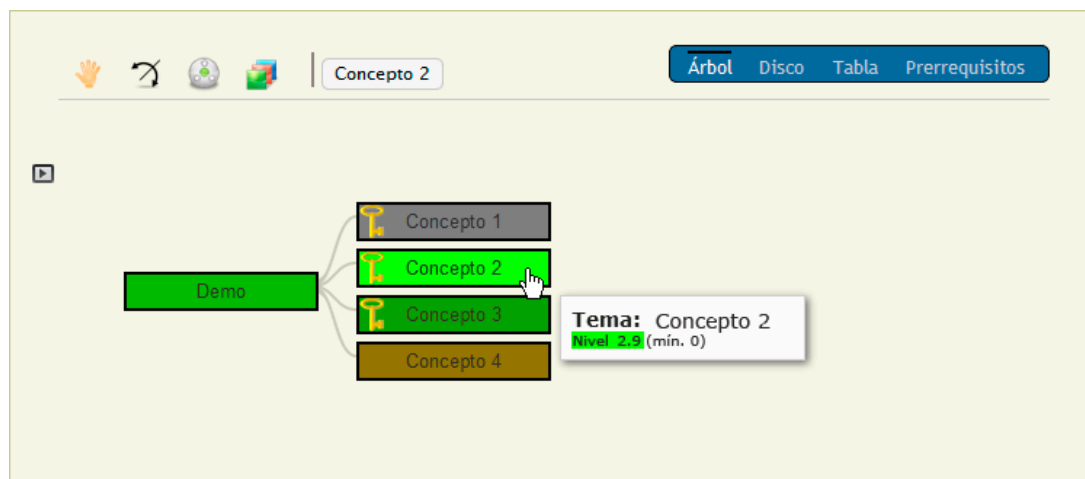 Concepto 2
Árbol Disco Tabla Prerrequisitos
Concepto 1
Concepto 2
Demo
Concepto 3
Tema: Concepto 2
Nivel 2.9 (mín. 0)
Concepto 4